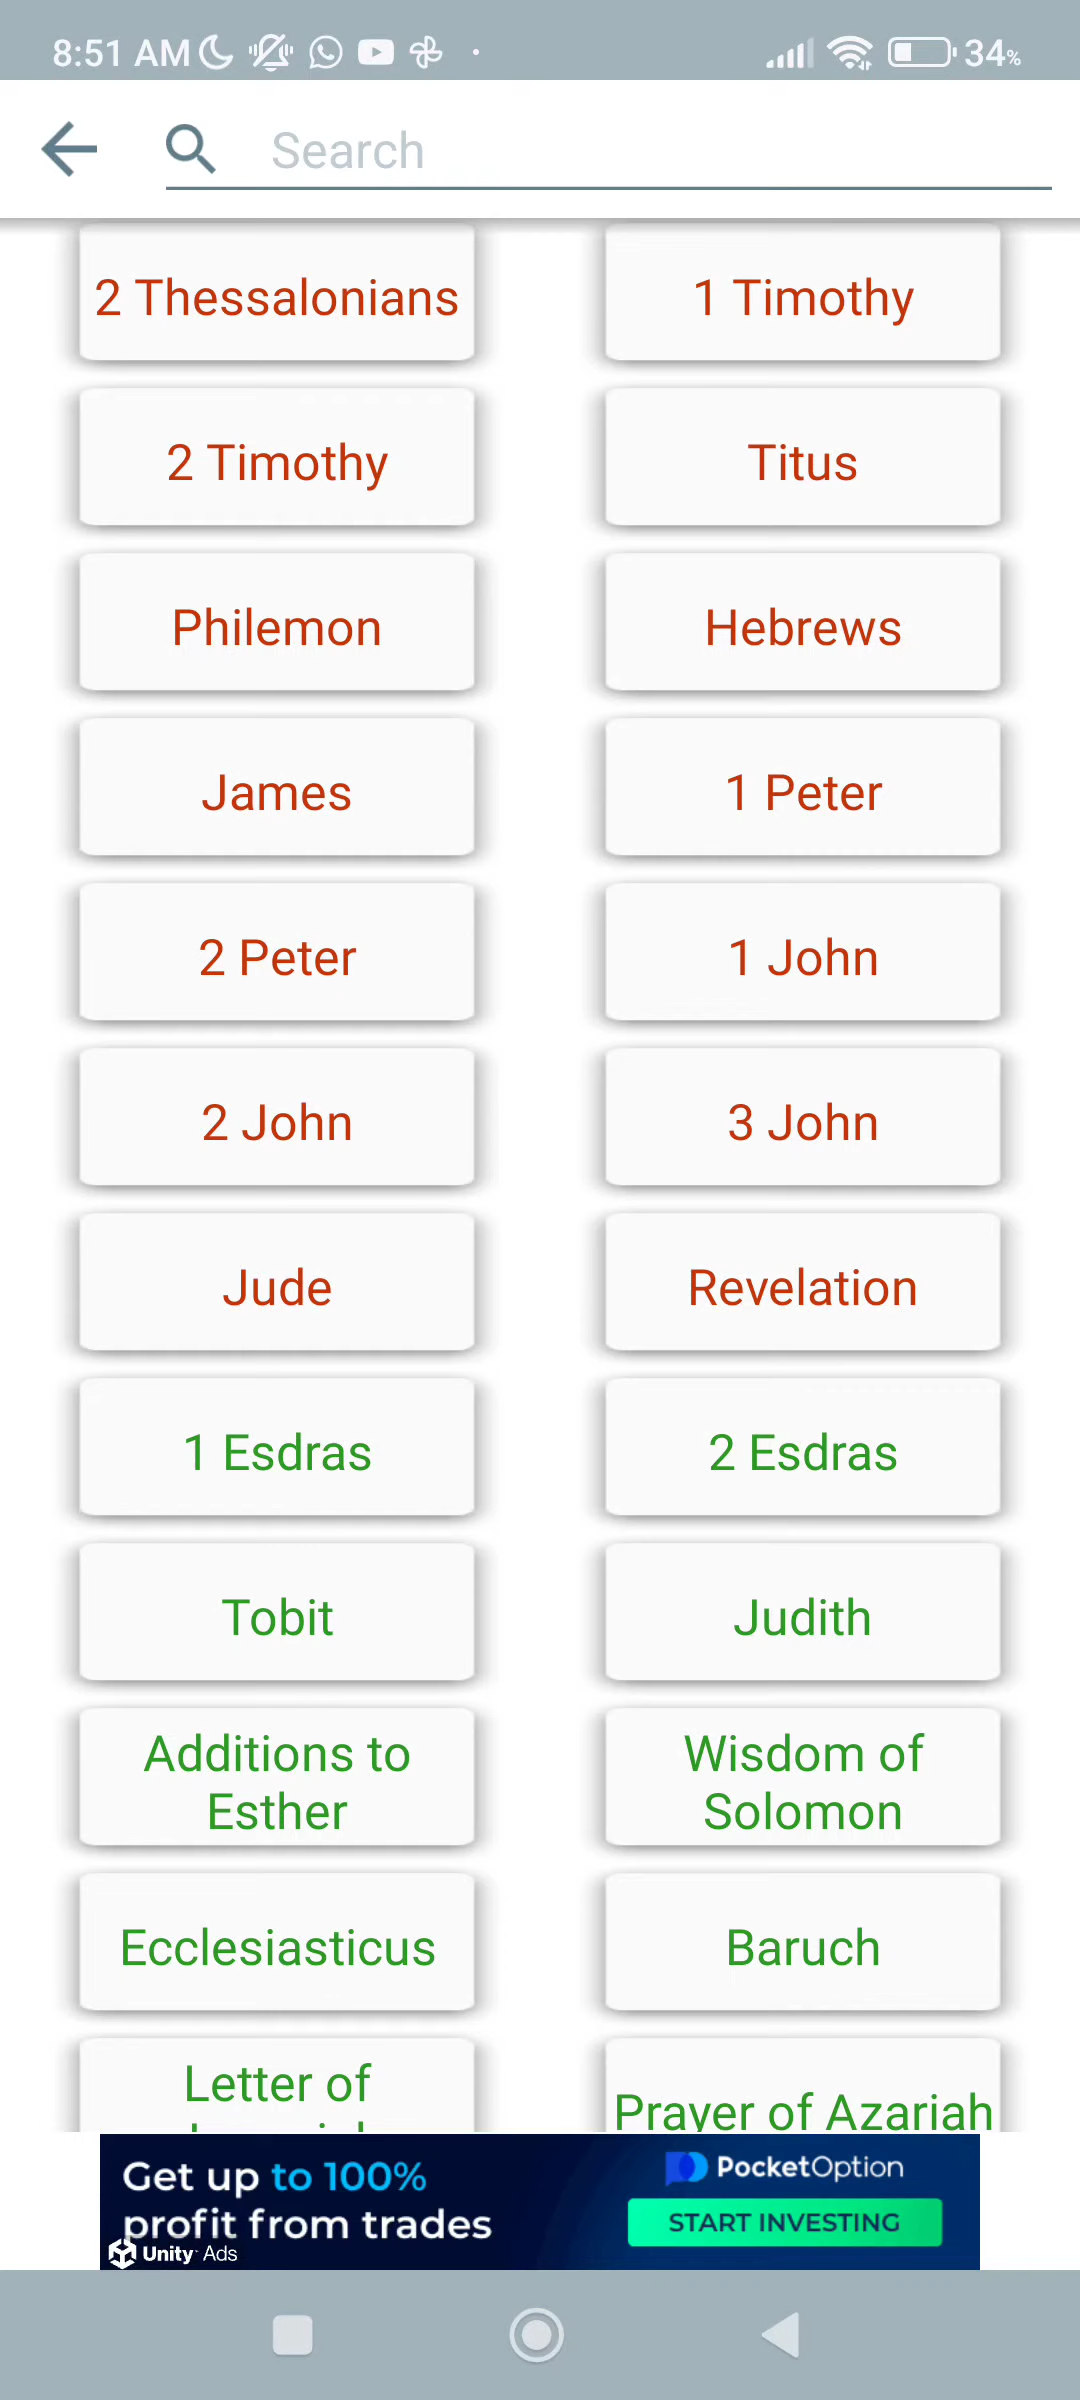 8:51 AM
34%
Search
2 Thessalonians
1 Timothy
2 Timothy
Titus
Philemon
Hebrews
James
1 Peter
2 Peter
1 John
2 John
3 John
Jude
Revelation
1 Esdras
2 Esdras
Tobit
Judith
Additions to
Esther
Wisdom of
Solomon
Ecclesiasticus
Baruch
Letter of
Prayer of Azariah
Get up to 100%
profit from trades
PocketOption
START INVESTING
Unity Ads